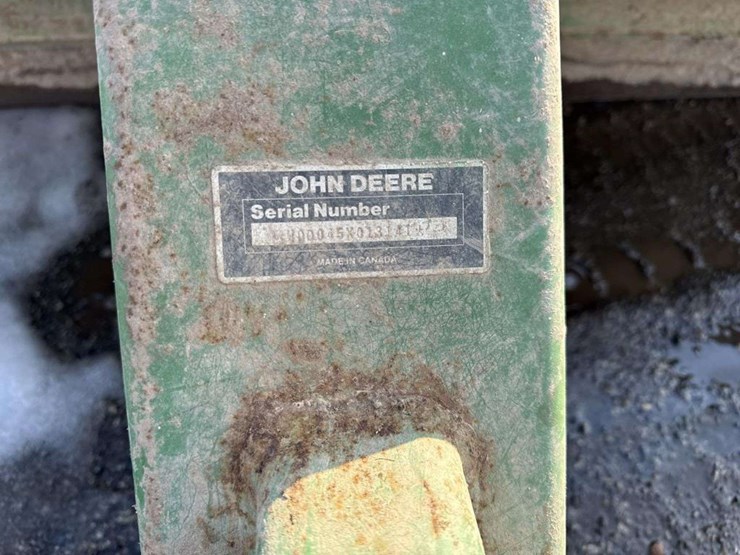 JOHN DEERE
Serial Number
MADE IN CANADA